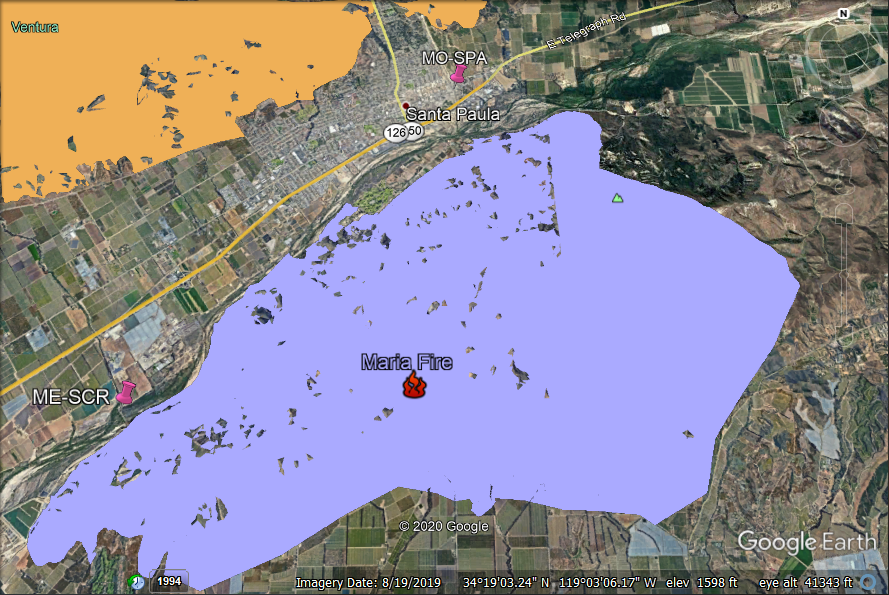 Ventura
N
E Telegraph Rd
MO-SPA
Santa Paula
126 50
Maria Fire
ME-SCR
© 2020 Google
Google Earth
1994
Imagery Date: 8/19/2019 34°19'03.24" N 119°03'06.17" W elev 1598 ft eye alt 41343 ft